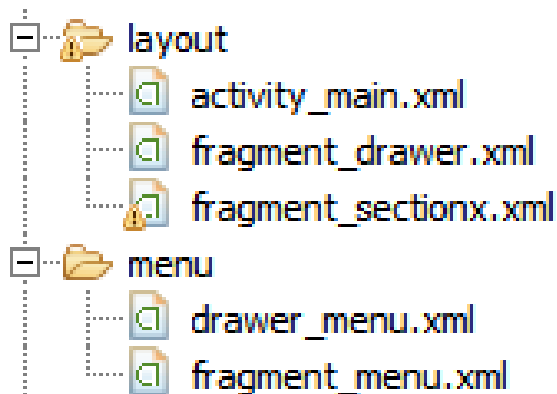 layout
activity_main.xml
fragment_drawer.xml
fragment_sectionx.xml
menu
drawer_menu.xml
fragment_menu.xml